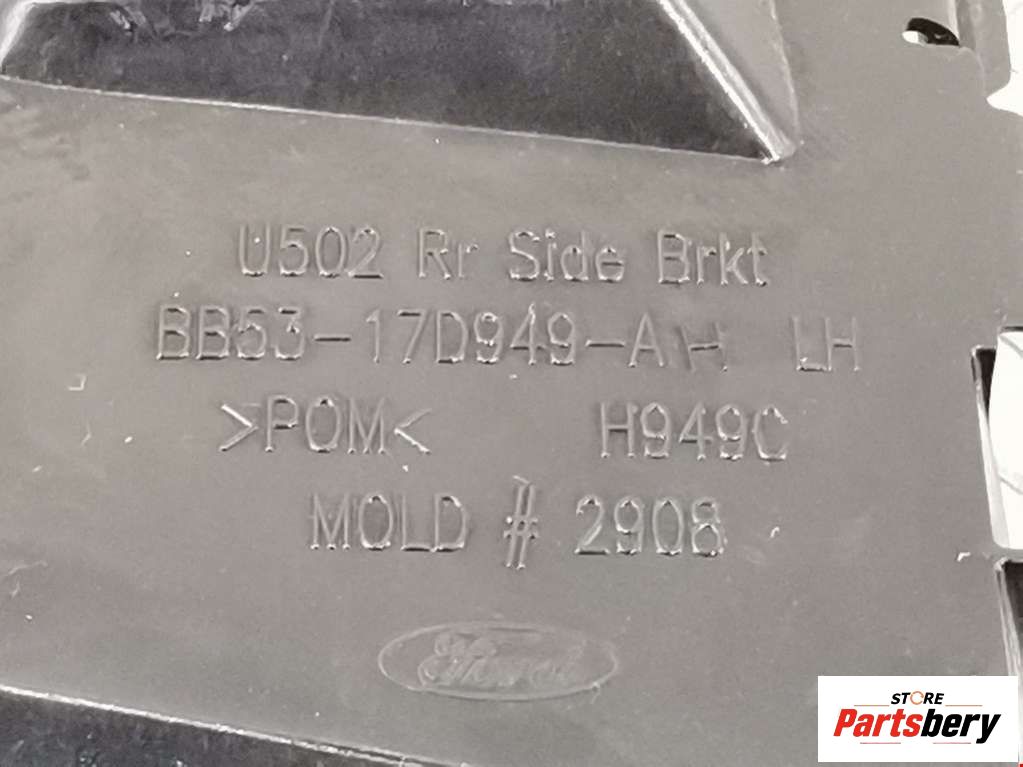 U502 Rr Side Brkt
BB53-17D949-AH LH
>POM< H949C
MOLD # 2908
Ford
STORE
Partsbery